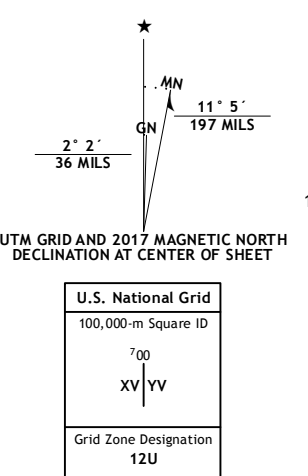 ★
MN
GN
11° 5´
197 MILS
2° 2´
36 MILS
UTM GRID AND 2017 MAGNETIC NORTH
DECLINATION AT CENTER OF SHEET
U.S. National Grid
100,000-m Square ID
700
XV YV
Grid Zone Designation
12U